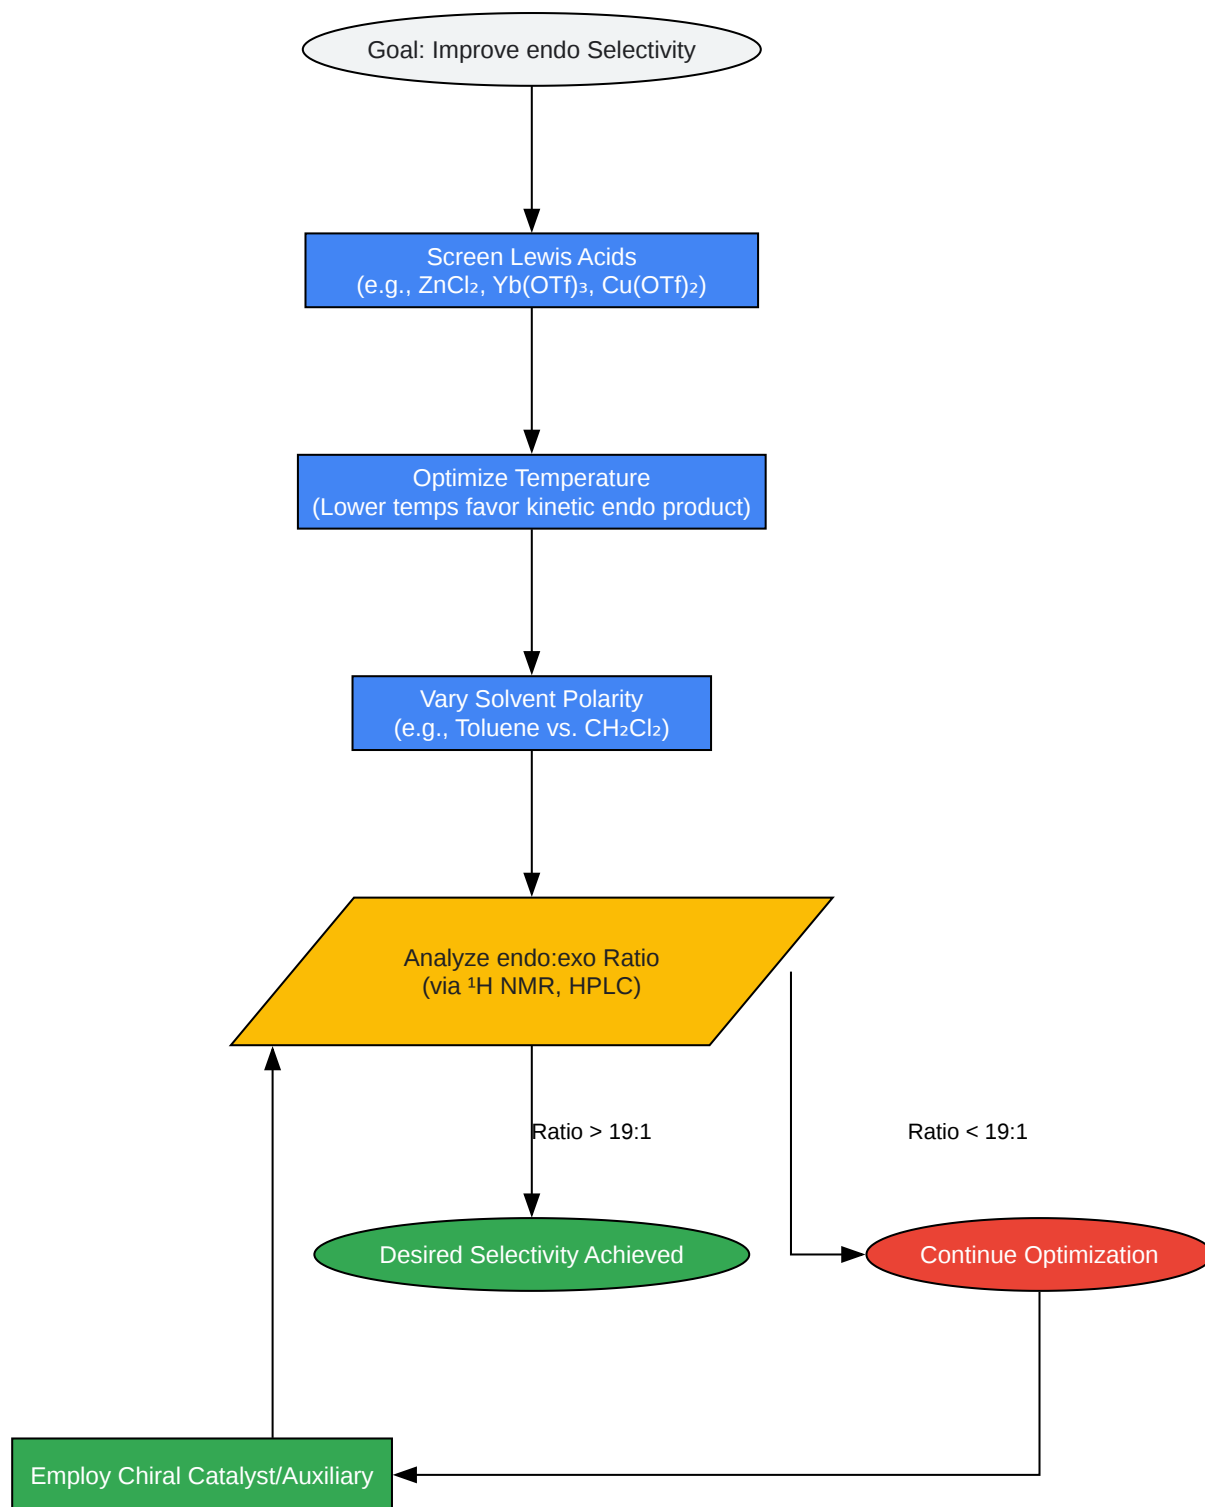 Goal: Improve endo Selectivity
Screen Lewis Acids
(e.g., ZnCl₂, Yb(OTf)₃, Cu(OTf)₂)
Optimize Temperature
(Lower temps favor kinetic endo product)
Vary Solvent Polarity
(e.g., Toluene vs. CH₂Cl₂)
Analyze endo:exo Ratio
(via ¹H NMR, HPLC)
Ratio > 19:1
Ratio < 19:1
Desired Selectivity Achieved
Continue Optimization
Employ Chiral Catalyst/Auxiliary